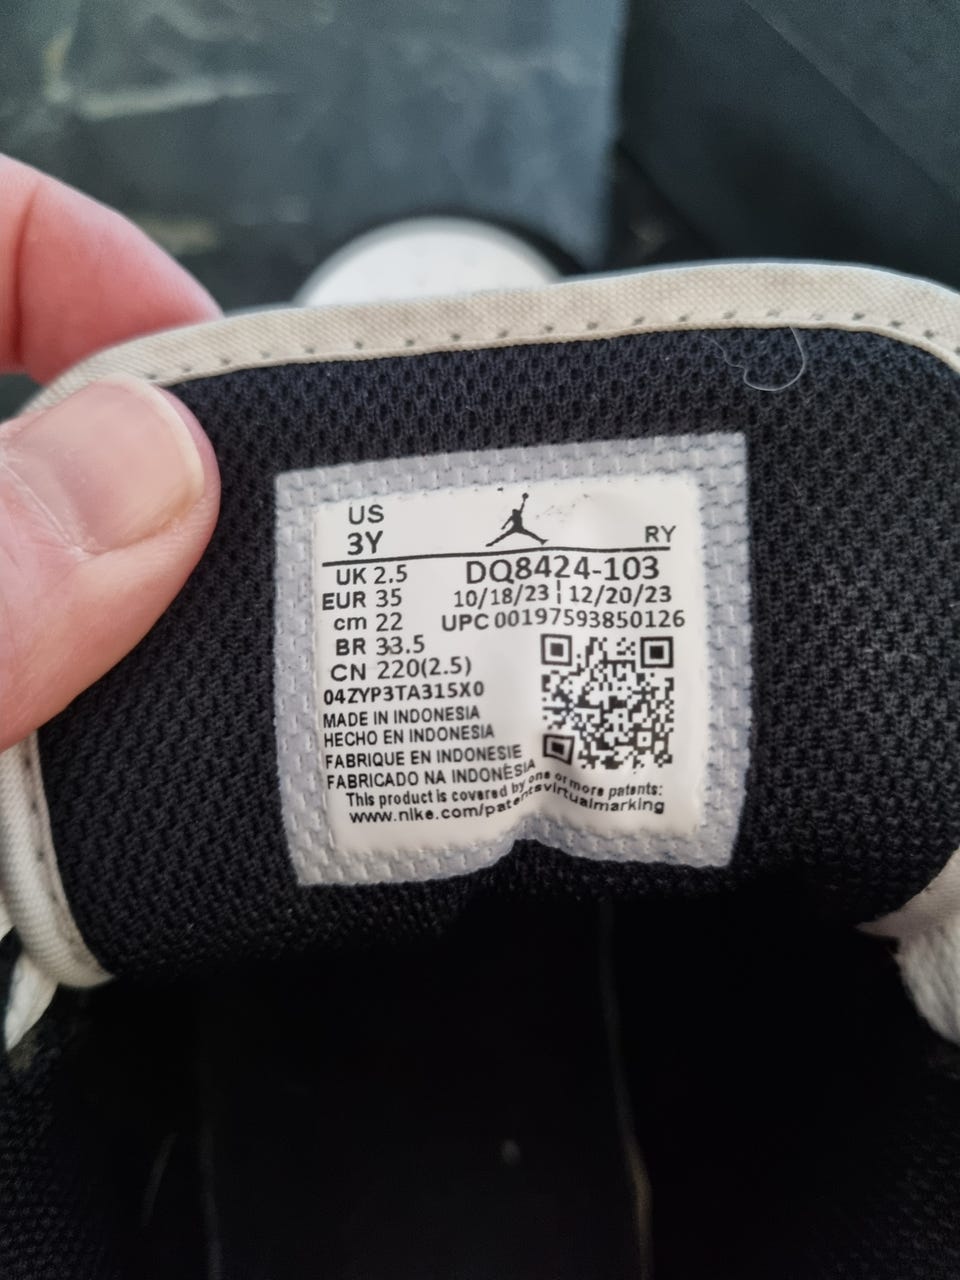 US
3Y
RY
UK 2.5
DQ8424-103
EUR 35
10/18/23 | 12/20/23
cm 22
UPC 00197593850126
BR 33.5
CN 220(2.5)
04ZYP3TA315X0
MADE IN INDONESIA
HECHO EN INDONESIA
FABRIQUE EN INDONESIE
FABRICADO NA INDONÉSIA
This product is covered by one or more patents:
www.nike.com/patentsvirtualmarking